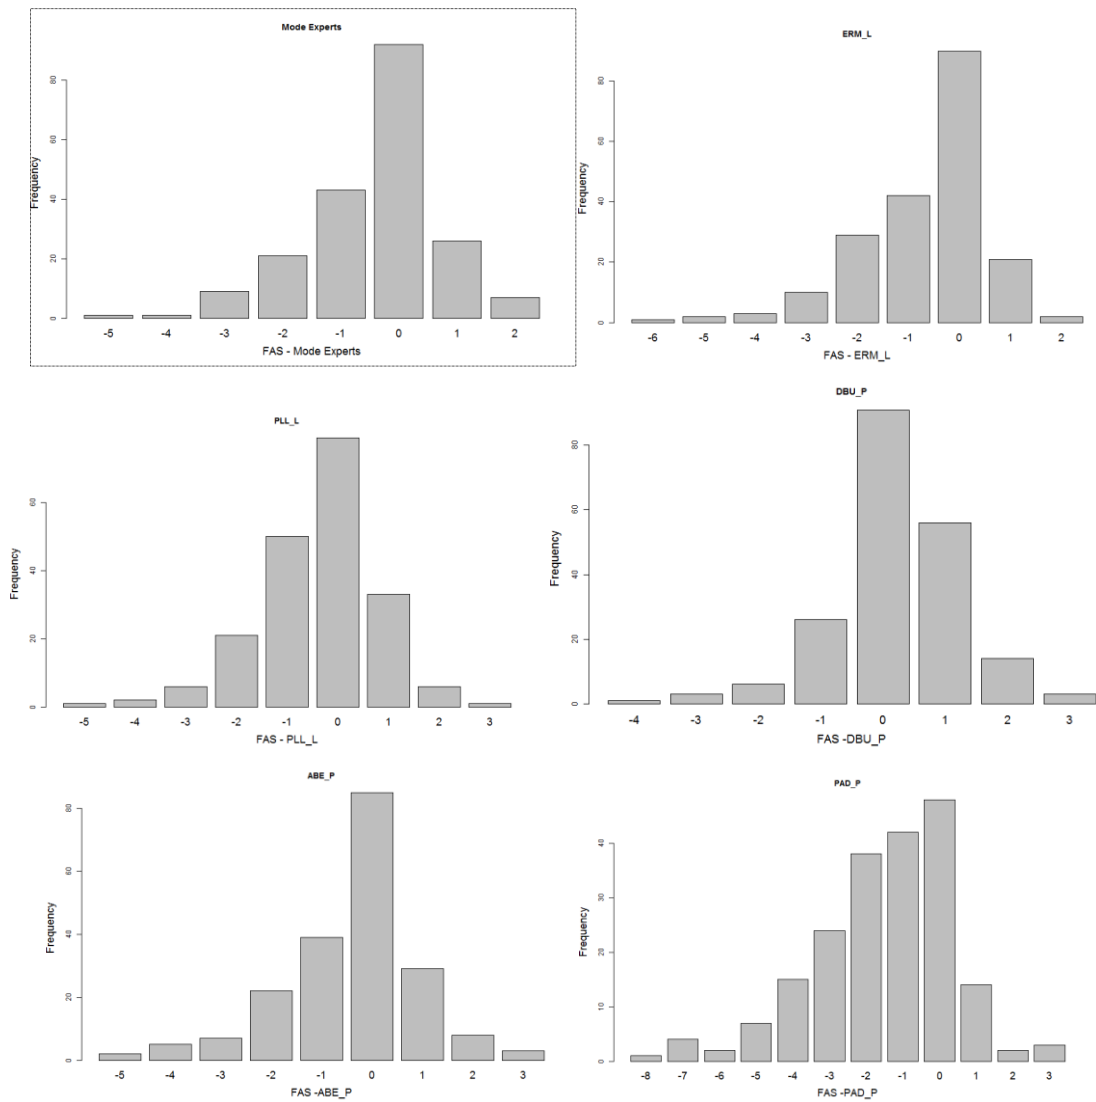 Mode Experts
Frequency
0 20 40 60 80
-5 -4 -3 -2 -1 0 1 2
FAS - Mode Experts
ERM_L
Frequency
0 20 40 60 80
-6 -5 -4 -3 -2 -1 0 1 2
FAS - ERM_L
PLL_L
Frequency
0 20 40 60
-5 -4 -3 -2 -1 0 1 2 3
FAS - PLL_L
DBU_P
Frequency
0 20 40 60 80
-4 -3 -2 -1 0 1 2 3
FAS -DBU_P
ABE_P
Frequency
0 20 40 60 80
-5 -4 -3 -2 -1 0 1 2 3
FAS -ABE_P
PAD_P
Frequency
0 10 20 30 40
-8 -7 -6 -5 -4 -3 -2 -1 0 1 2 3
FAS -PAD_P